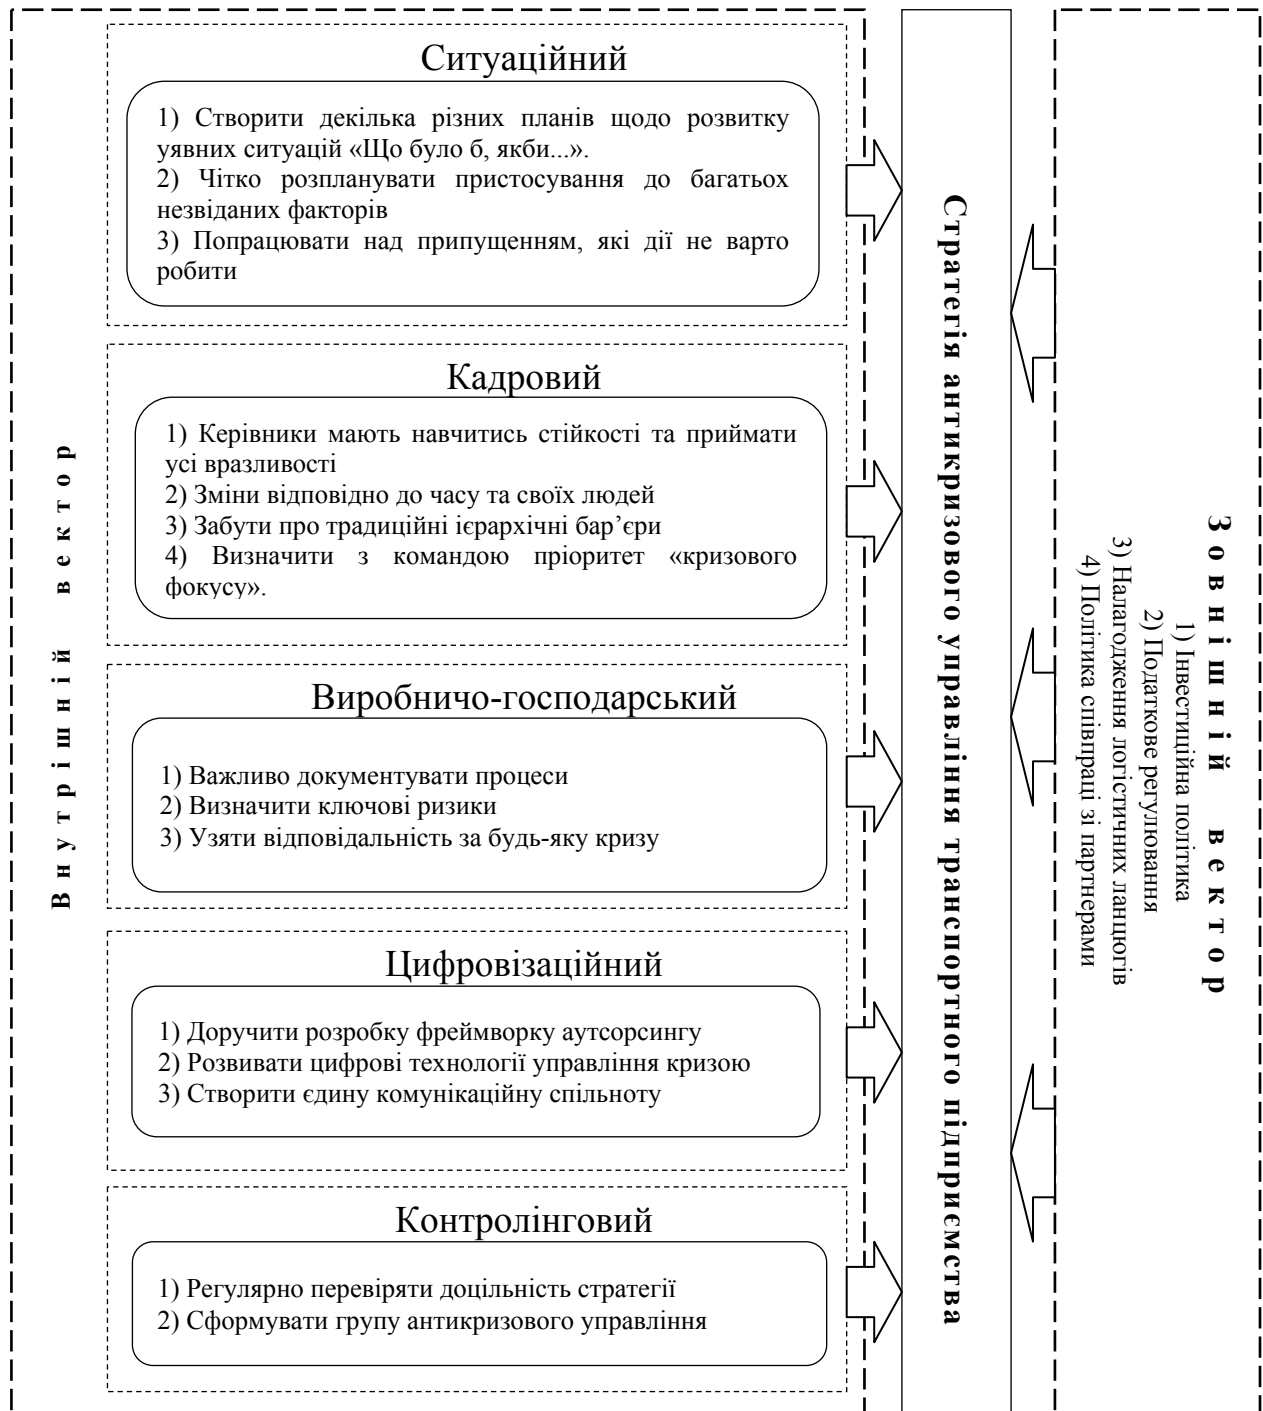 Внутрішній вектор
Ситуаційний
1) Створити декілька різних планів щодо розвитку
уявних ситуацій «Що було б, якби...».
2) Чітко розпланувати пристосування до багатьох
незвіданих факторів
3) Попрацювати над припущенням, які дії не варто
робити
Кадровий
1) Керівники мають навчитись стійкості та приймати
усі вразливості
2) Зміни відповідно до часу та своїх людей
3) Забути про традиційні ієрархічні бар’єри
4) Визначити з командою пріоритет «кризового
фокусу».
Виробничо-господарський
1) Важливо документувати процеси
2) Визначити ключові ризики
3) Узяти відповідальність за будь-яку кризу
Цифровізаційний
1) Доручити розробку фреймворку аутсорсингу
2) Розвивати цифрові технології управління кризою
3) Створити єдину комунікаційну спільноту
Контролінговий
1) Регулярно перевіряти доцільність стратегії
2) Сформувати групу антикризового управління
Стратегія антикризового управління транспортного підприємства
Зовнішній вектор
1) Інвестиційна політика
2) Податкове регулювання
3) Налагодження логістичних ланцюгів
4) Політика співпраці зі партнерами